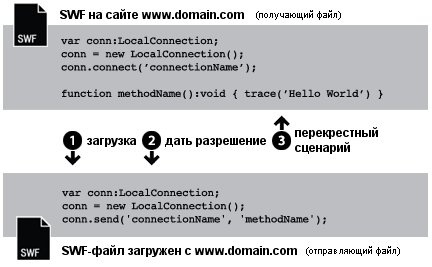 SWF на сайте www.domain.com (получающий файл)
SWF
var conn:LocalConnection;
conn = new LocalConnection();
conn.connect(‘connectionName’);
function methodName():void { trace(‘Hello World’) }
1 загрузка 2 дать разрешение 3 перекрестный
сценарий
var conn:LocalConnection;
conn = new LocalConnection();
conn.send('connectionName', 'methodName');
SWF
SWF-файл загружен с www.domain.com (отправляющий файл)